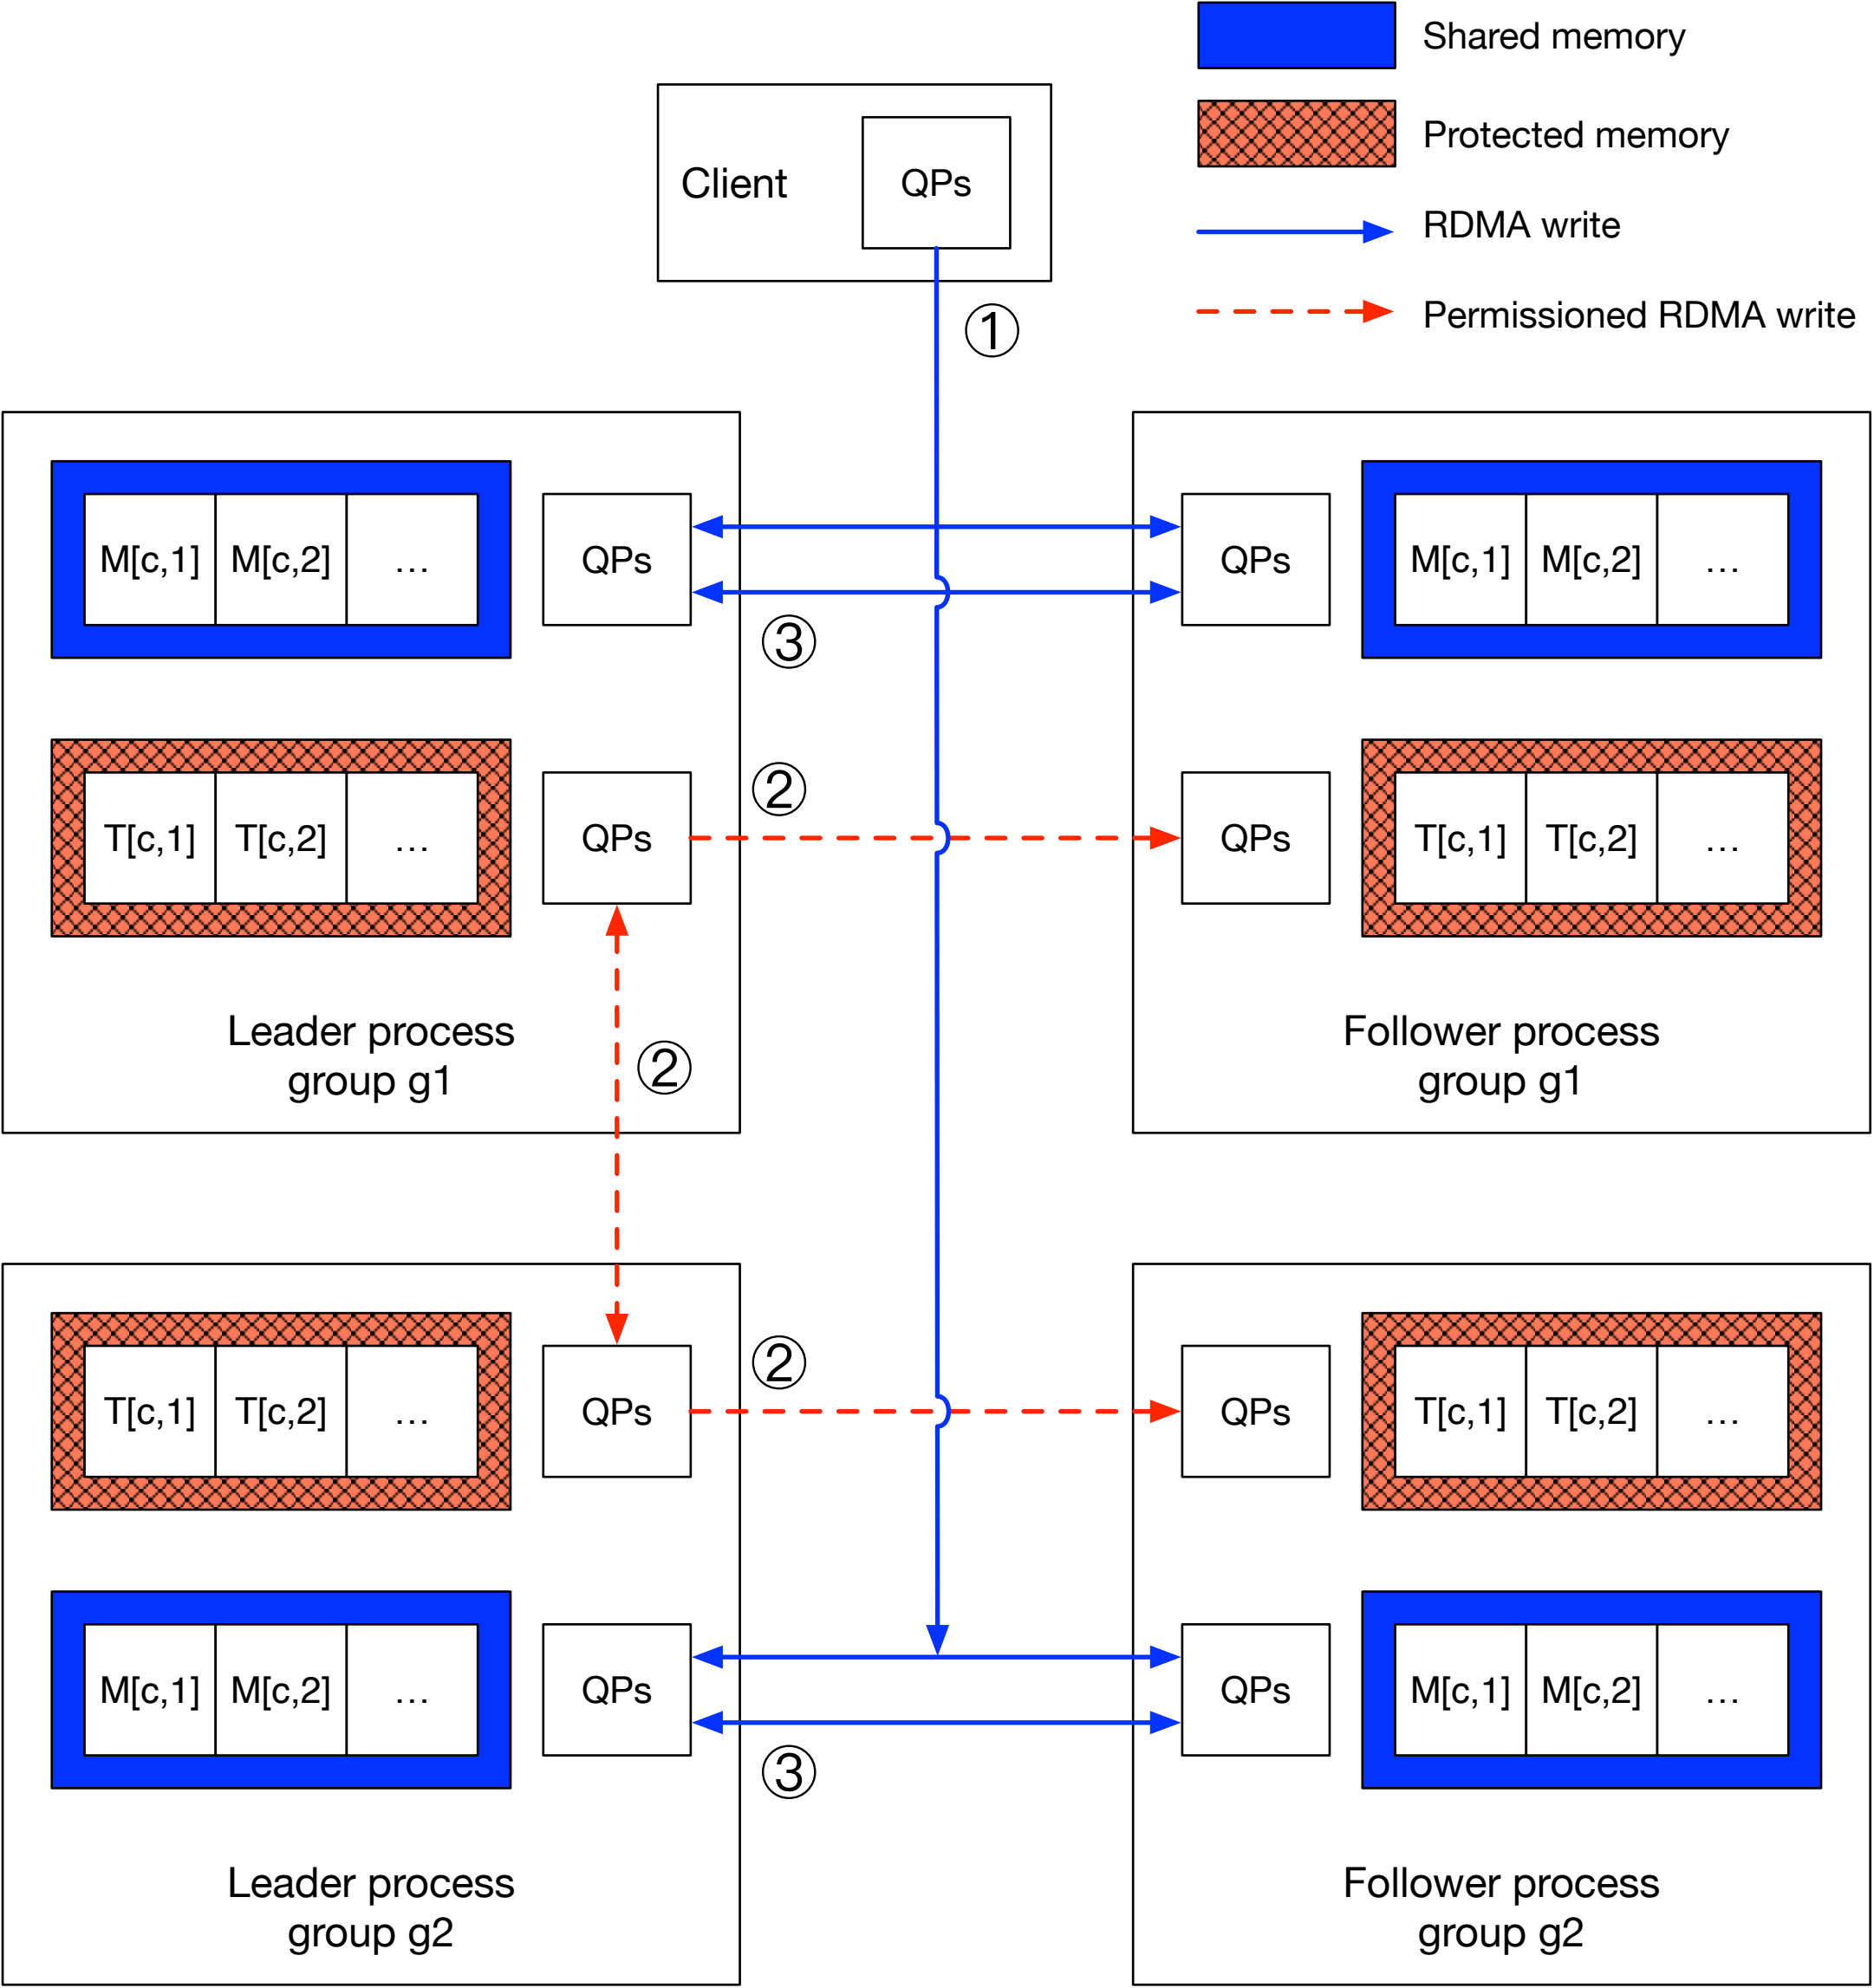 Shared memory
Protected memory
RDMA write
Permissioned RDMA write
Client
QPs
①
M[c,1] M[c,2] …
QPs
QPs
M[c,1] M[c,2] …
③
②
T[c,1] T[c,2] …
QPs
QPs
T[c,1] T[c,2] …
Leader process
group g1
②
Follower process
group g1
T[c,1] T[c,2] …
QPs
②
QPs
T[c,1] T[c,2] …
M[c,1] M[c,2] …
QPs
QPs
M[c,1] M[c,2] …
③
Leader process
group g2
Follower process
group g2